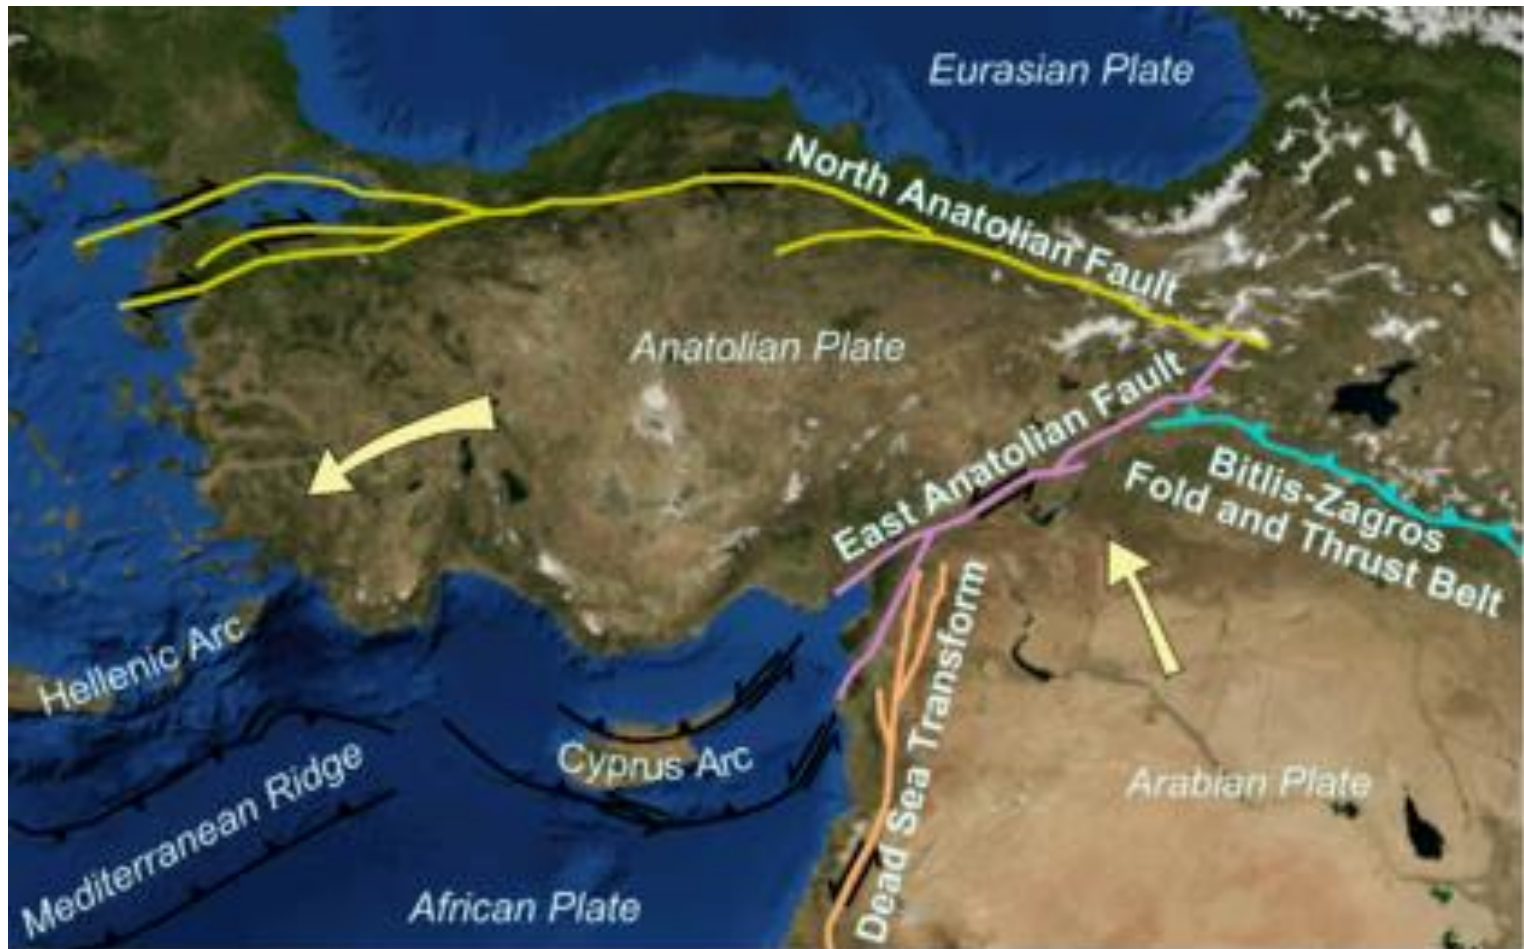 Eurasian Plate
North Anatolian Fault
Anatolian Plate
East Anatolian Fault
Bitlis-Zagros
Fold and Thrust Belt
Hellenic Arc
Cyprus Arc
Dead Sea Transform
Arabian Plate
Mediterranean Ridge
African Plate